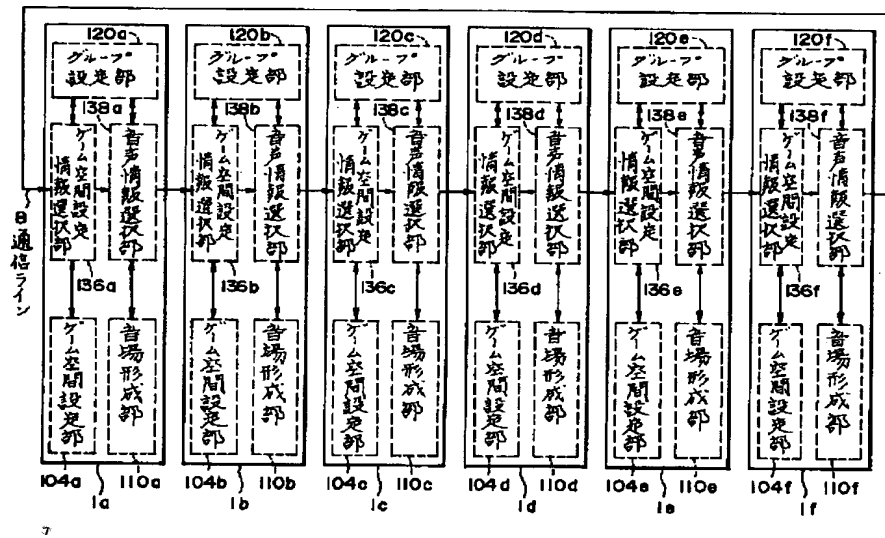 120a
120b
120c
120d
120e
120f
グループ
設定部
グループ
設定部
グループ
設定部
グループ
設定部
グループ
設定部
グループ
設定部
138a
138b
138c
138d
138e
138f
ゲーム空間設定
情報選択部
音声情報選択部
ゲーム空間設定
情報選択部
音声情報選択部
ゲーム空間設定
情報選択部
音声情報選択部
ゲーム空間設定
情報選択部
音声情報選択部
ゲーム空間設定
情報選択部
音声情報選択部
ゲーム空間設定
情報選択部
音声情報選択部
8 通信ライン
136a
136b
136c
136d
136e
136f
ゲーム空間設定部
音場形成部
ゲーム空間設定部
音場形成部
ゲーム空間設定部
音場形成部
ゲーム空間設定部
音場形成部
ゲーム空間設定部
音場形成部
ゲーム空間設定部
音場形成部
104a
110a
104b
110b
104c
110c
104d
110d
104e
110e
104f
110f
1a
1b
1c
1d
1e
1f